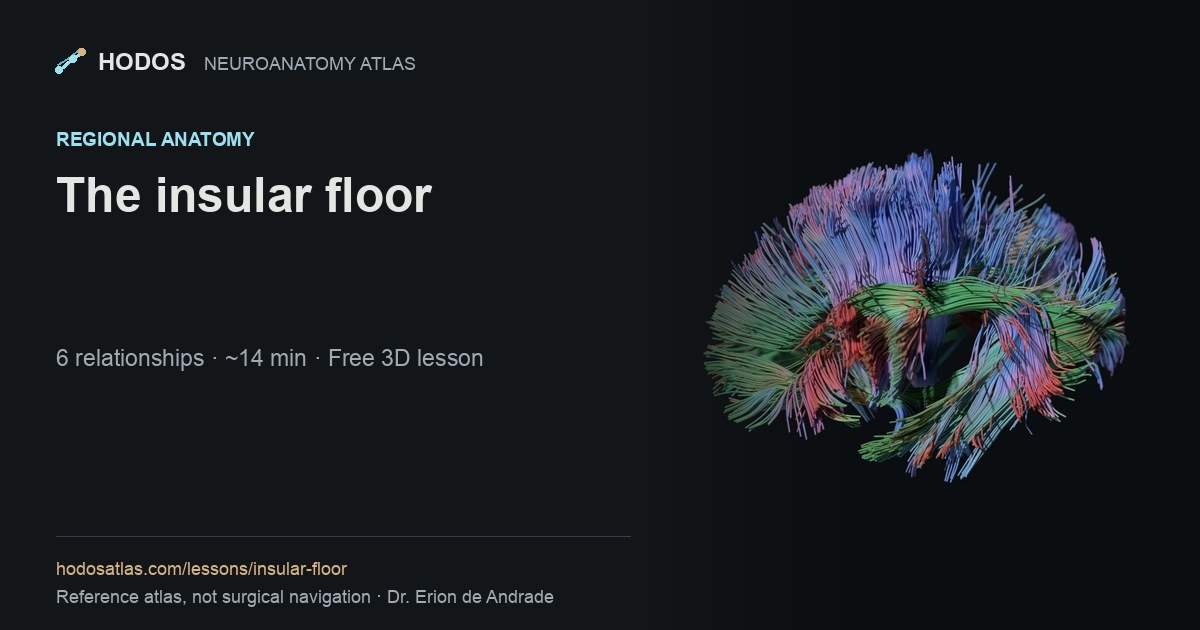 HODOS NEUROANATOMY ATLAS
REGIONAL ANATOMY
The insular floor
6 relationships · ~14 min · Free 3D lesson
hodosatlas.com/lessons/insular-floor
Reference atlas, not surgical navigation · Dr. Erion de Andrade